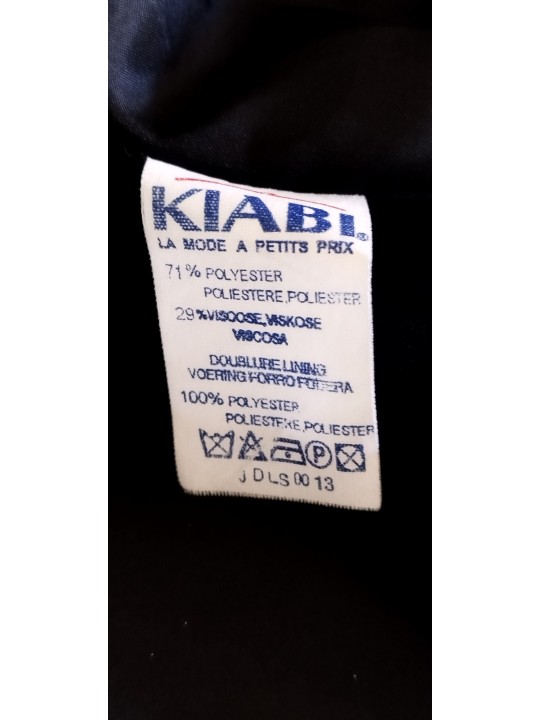 KIABI®
LA MODE A PETITS PRIX
71% POLYESTER
POLIESTERE,POLIESTER
29%VISCOSE,VISKOSE
VISCOSA
DOUBLURE LINING
VOERING FORRO FODERA
100% POLYESTER
POLIESTERE,POLIESTER
P
J D L S 00 13